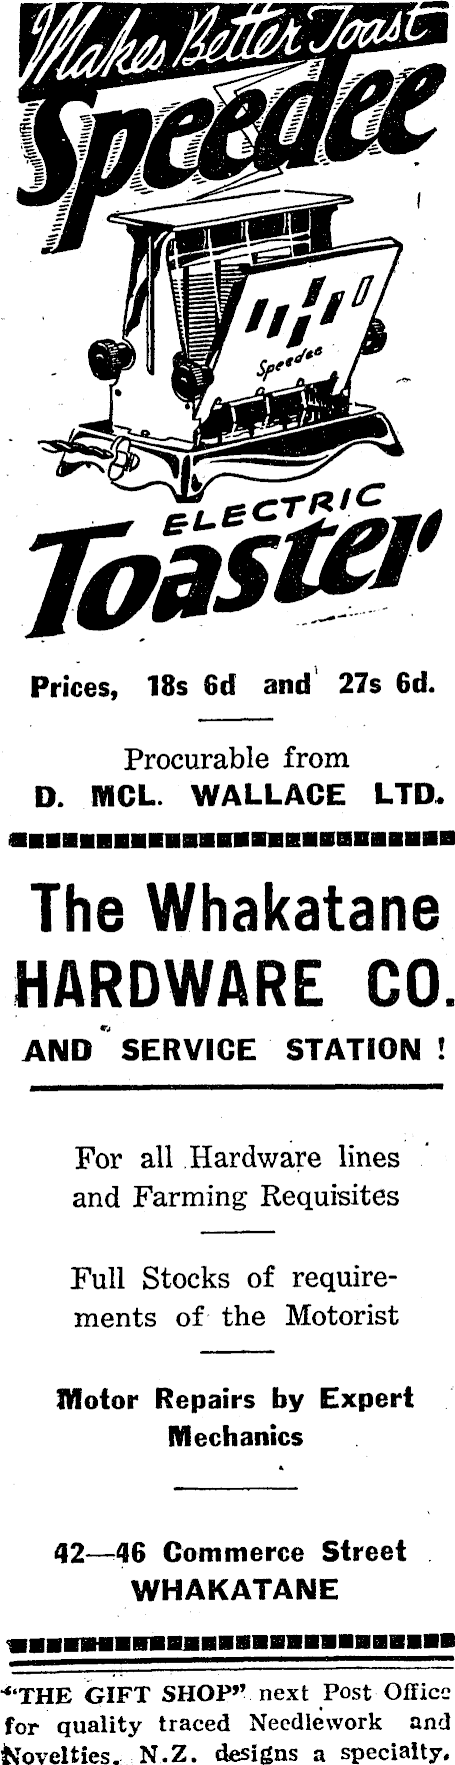 Makes Better Toast
Speedee
Speedee
ELECTRIC
Toaster
Prices, 18s 6d and 27s 6d.
Procurable from
D. MCL. WALLACE LTD.
The Whakatane
HARDWARE CO.
AND SERVICE STATION !
For all Hardware lines
and Farming Requisites
Full Stocks of require-
ments of the Motorist
Motor Repairs by Expert
Mechanics
42—46 Commerce Street
WHAKATANE
"THE GIFT SHOP" next Post Office
for quality traced Needlework and
Novelties. N.Z. designs a specialty.